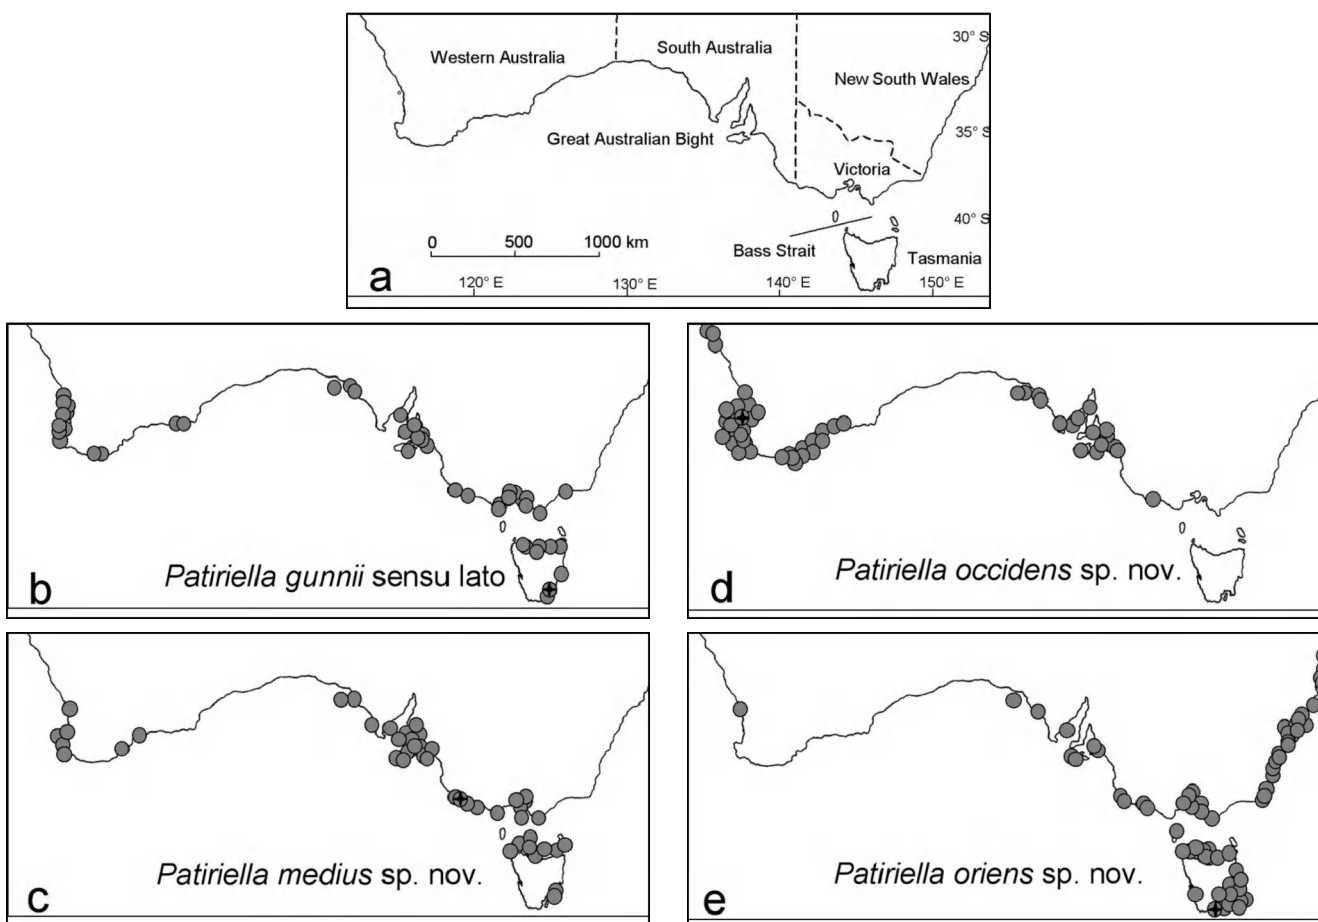 30° S
Western Australia
South Australia
New South Wales
35° S
Great Australian Bight
Victoria
40° S
0 500 1000 km
Bass Strait
Tasmania
a
120° E 130° E 140° E 150° E
b
Patiriella gunnii sensu lato
d
Patiriella occidens sp. nov.
c
Patiriella medius sp. nov.
e
Patiriella oriens sp. nov.